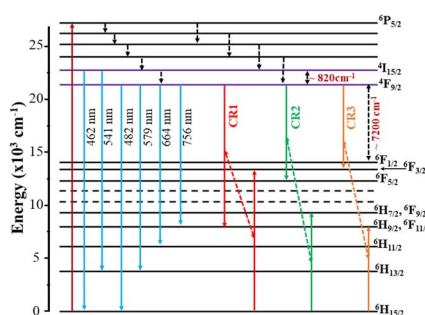 Energy (x10³ cm⁻¹)
25
20
15
10
5
0
⁶P₅/₂
⁴I₁₅/₂
~ 820cm⁻¹
⁴F₉/₂
462 nm
541 nm
482 nm
579 nm
664 nm
756 nm
CR1
CR2
CR3
~ 7200 cm⁻¹
⁶F₁/₂
⁶F₃/₂
⁶F₅/₂
⁶H₇/₂, ⁶F₉/₂
⁶H₉/₂, ⁶F₁₁/
⁶H₁₁/₂
⁶H₁₃/₂
⁶H₁₅/₂